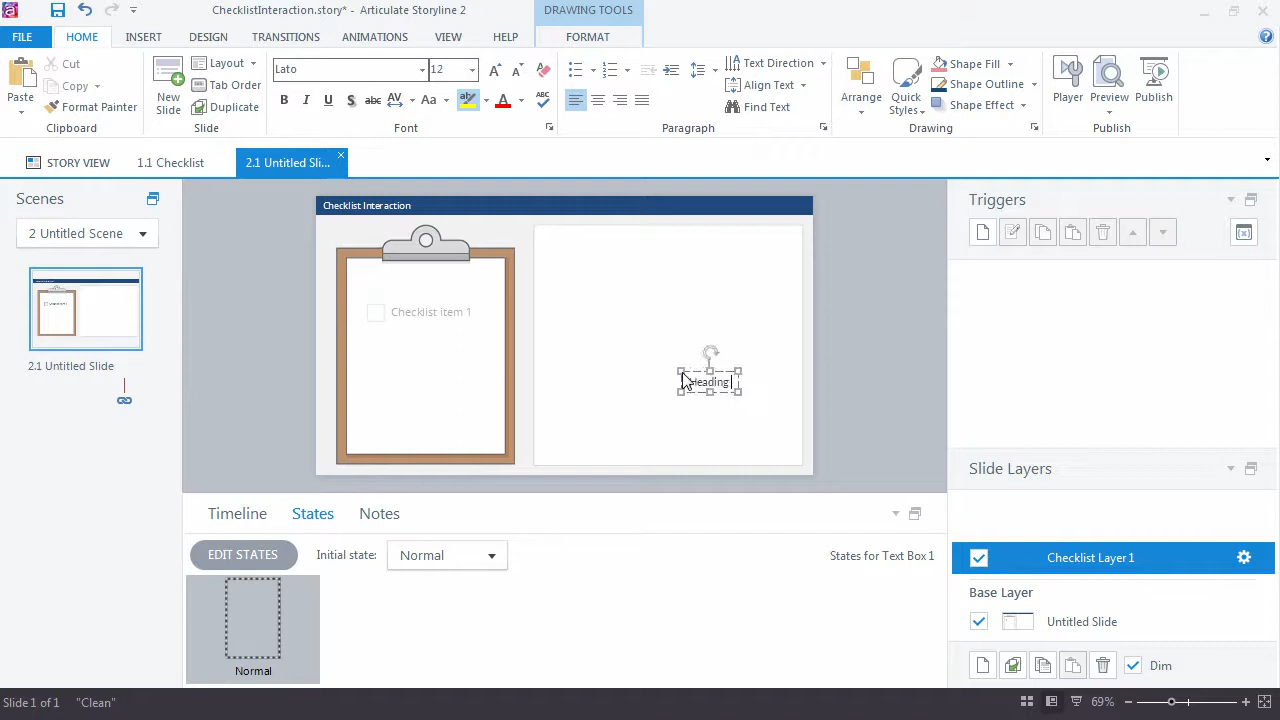 ChecklistInteraction.story* - Articulate Storyline 2
DRAWING TOOLS
FILE
HOME
INSERT
DESIGN
TRANSITIONS
ANIMATIONS
VIEW
HELP
FORMAT
Paste
Cut
Copy
Format Painter
Clipboard
New
Slide
Layout
Tab Order
Duplicate
Slide
Lato
12
B I U S abc AV Aa A ABC
Font
Text Direction
Align Text
Find Text
Paragraph
Arrange
Quick
Styles
Shape Fill
Shape Outline
Shape Effect
Drawing
Player
Preview
Publish
Publish
STORY VIEW
1.1 Checklist
2.1 Untitled Sli...
Scenes
2 Untitled Scene
2.1 Untitled Slide
Checklist Interaction
Checklist item 1
Heading
Triggers
Slide Layers
Checklist Layer1
Base Layer
Untitled Slide
Dim
Timeline
States
Notes
EDIT STATES
Initial state:
Normal
States for Text Box 1
Normal
Slide 1 of 1
"Clean"
69%